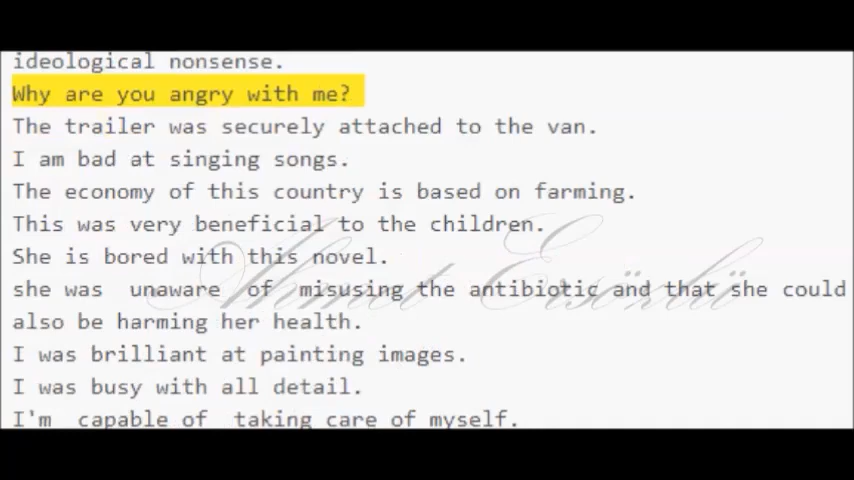 ideological nonsense.
Why are you angry with me?
The trailer was securely attached to the van.
I am bad at singing songs.
The economy of this country is based on farming.
This was very beneficial to the children.
She is bored with this novel.
she was  unaware  of  misusing the antibiotic and that she could
also be harming her health.
I was brilliant at painting images.
I was busy with all detail.
I'm  capable of  taking care of myself.
Ahmet Ersözlü